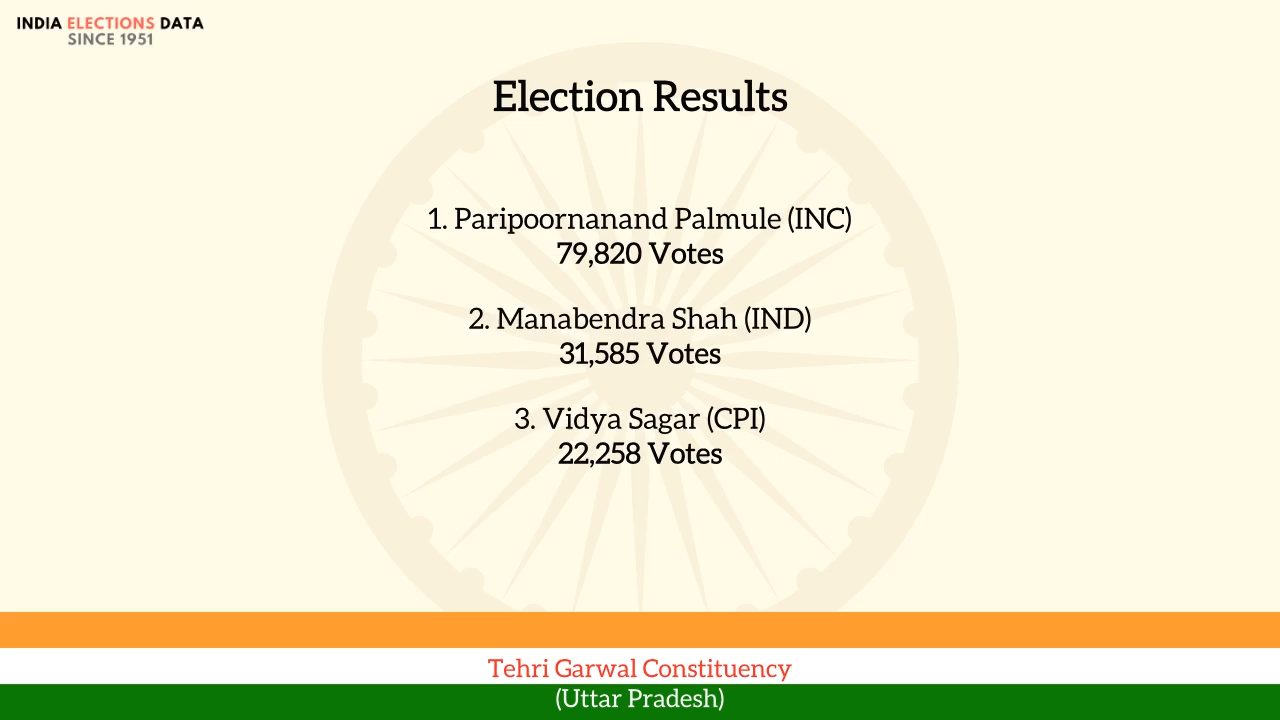 INDIA ELECTIONS DATA
SINCE 1951
Election Results
1. Paripoornanand Palmule (INC)
79,820 Votes
2. Manabendra Shah (IND)
31,585 Votes
3. Vidya Sagar (CPI)
22,258 Votes
Tehri Garwal Constituency
(Uttar Pradesh)